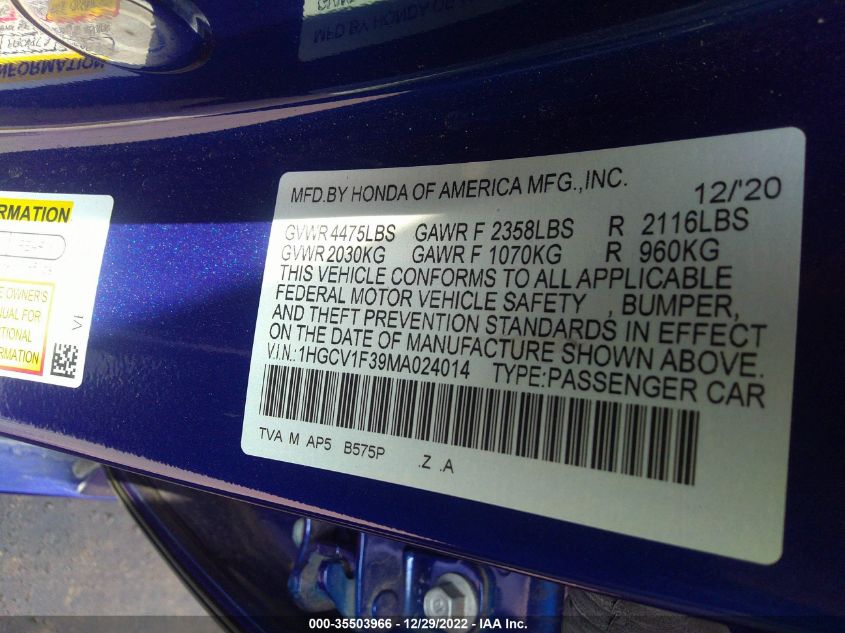 MFD.BY HONDA OF AMERICA MFG.,INC. 12/'20
GVWR 4475LBS GAWR F 2358LBS R 2116LBS
GVWR 2030KG GAWR F 1070KG R 960KG
THIS VEHICLE CONFORMS TO ALL APPLICABLE
FEDERAL MOTOR VEHICLE SAFETY , BUMPER,
AND THEFT PREVENTION STANDARDS IN EFFECT
ON THE DATE OF MANUFACTURE SHOWN ABOVE.
V.I.N.:1HGCV1F39MA024014 TYPE:PASSENGER CAR
TVA M AP5 B575P .Z .A
RMATION
OWNER'S
FOR
VI
000-35503966 - 12/29/2022 - IAA Inc.